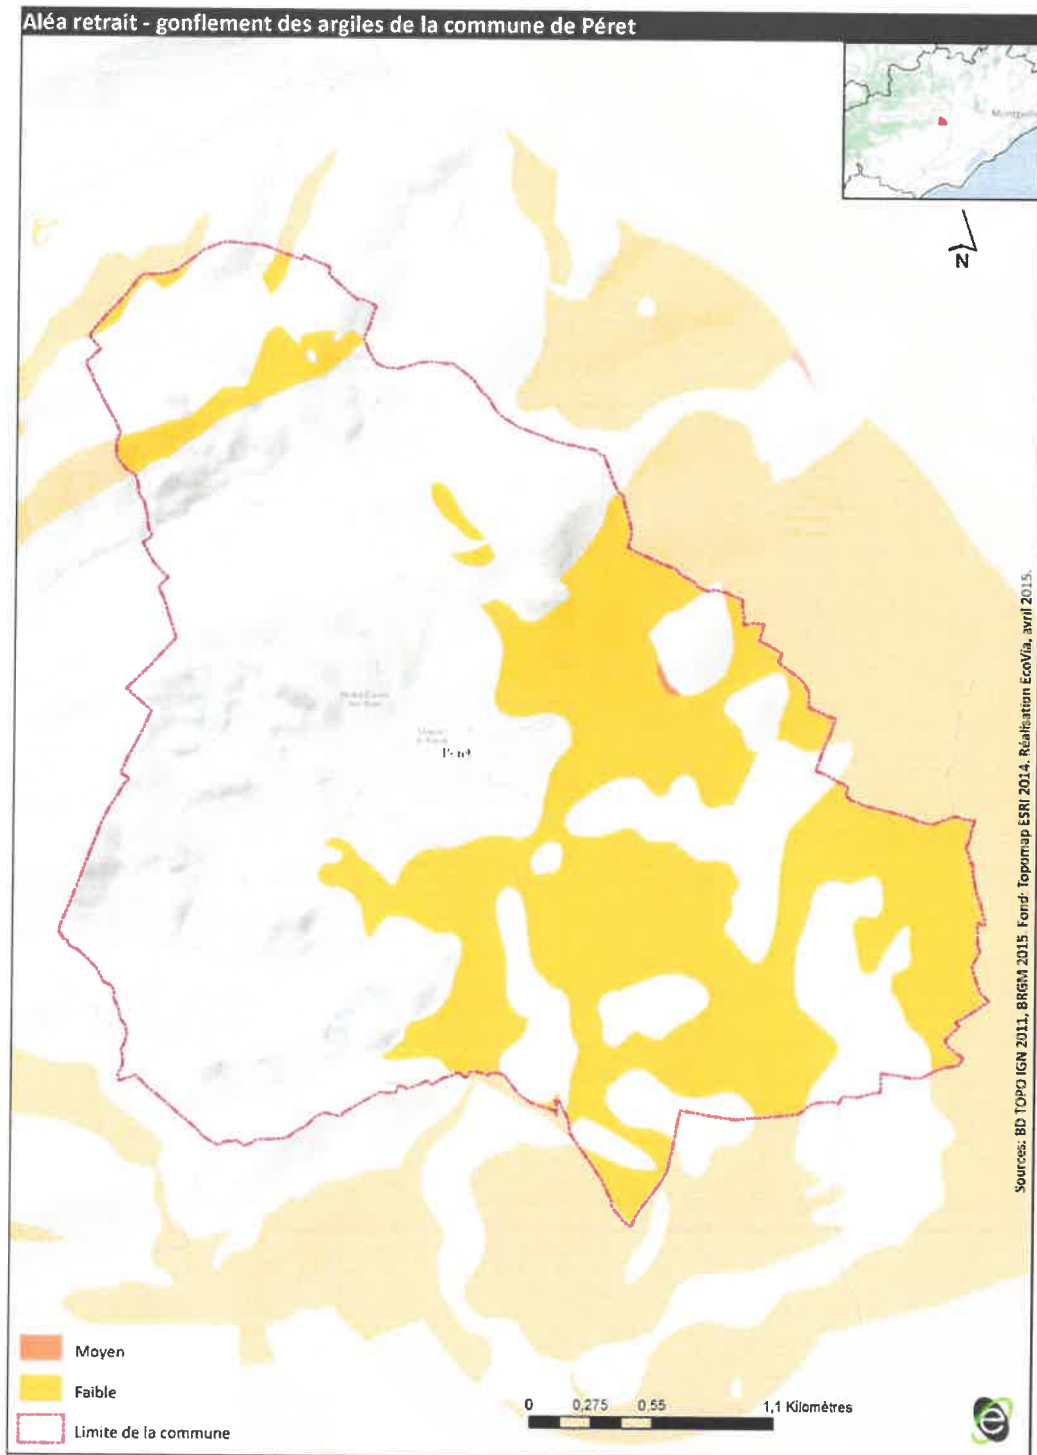 Aléa retrait - gonflement des argiles de la commune de Péret
N
Péret
Sources: BD TOPO IGN 2011, BRGM 2015. Fond: Topomap ESRI 2014. Réalisation EcoVia, avril 2015.
Moyen
Faible
Limite de la commune
0 0,275 0,55 1,1 Kilomètres